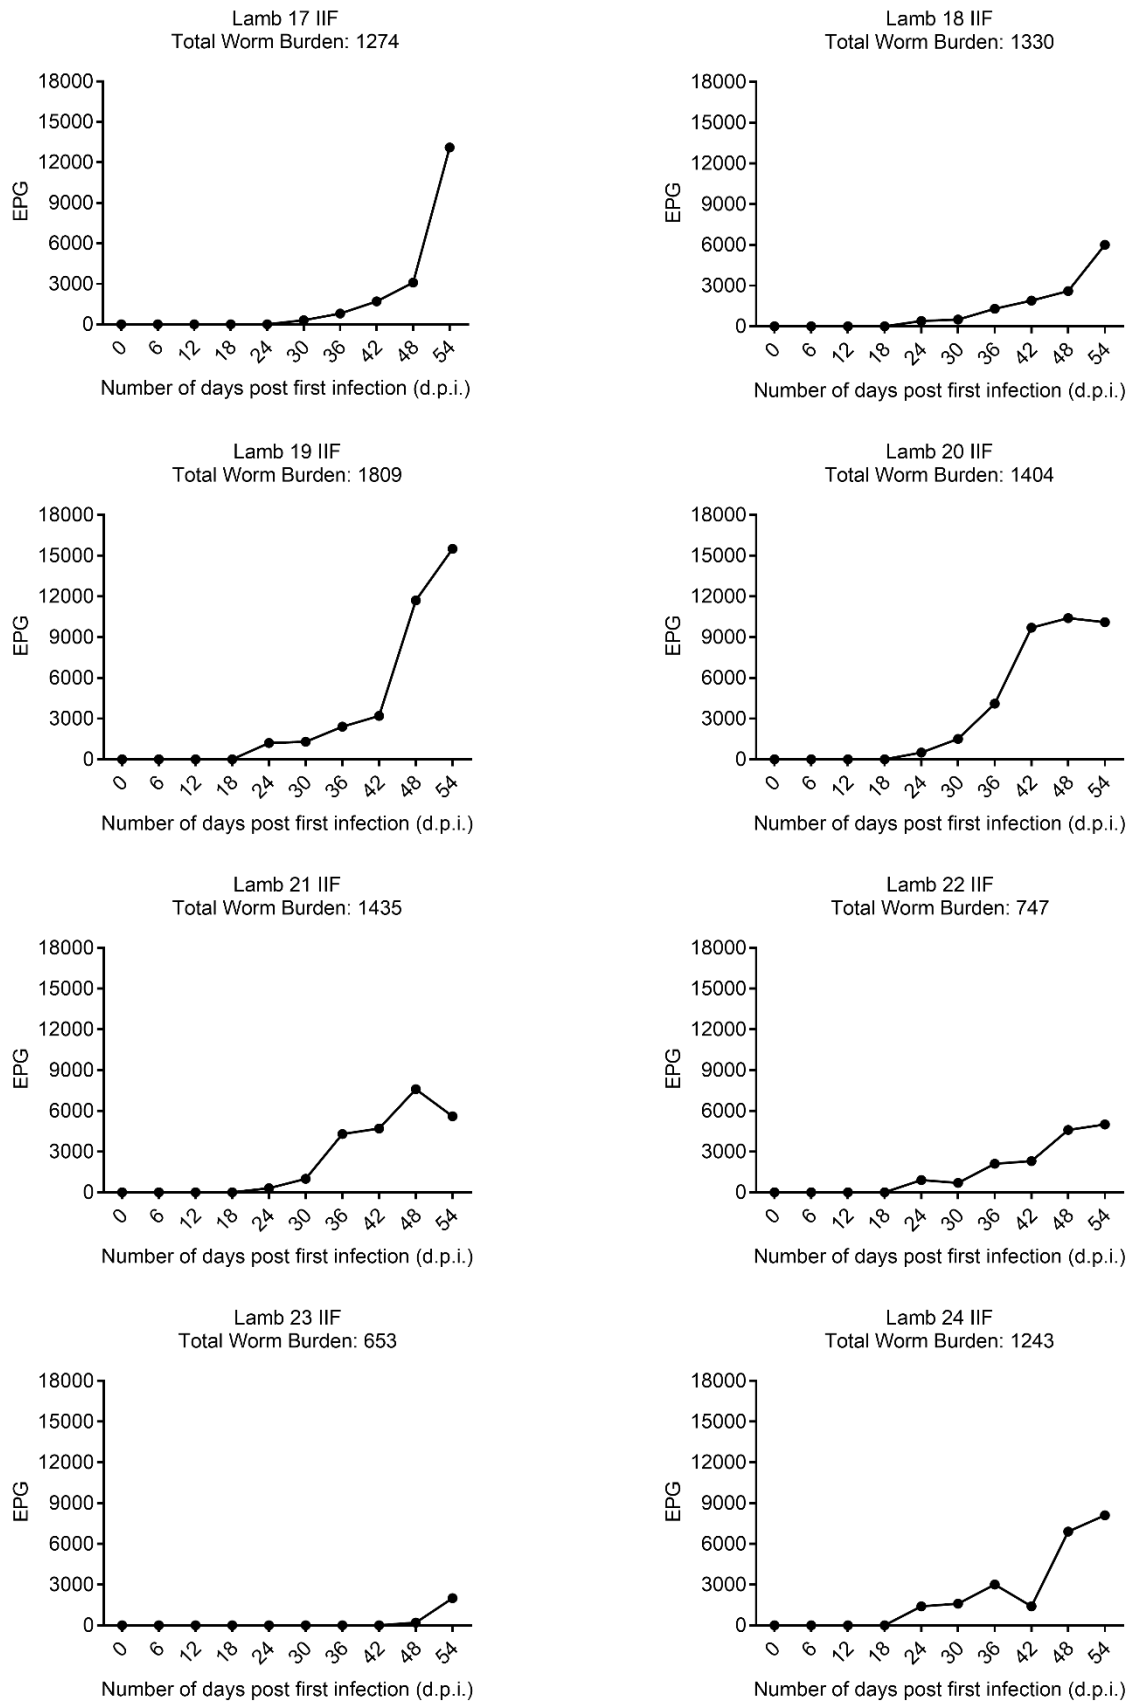 Lamb 17 IIF
Total Worm Burden: 1274
18000
15000
12000
9000
6000
3000
0
EPG
0 6 12 18 24 30 36 42 48 54
Number of days post first infection (d.p.i.)
Lamb 18 IIF
Total Worm Burden: 1330
18000
15000
12000
9000
6000
3000
0
EPG
0 6 12 18 24 30 36 42 48 54
Number of days post first infection (d.p.i.)
Lamb 19 IIF
Total Worm Burden: 1809
18000
15000
12000
9000
6000
3000
0
EPG
0 6 12 18 24 30 36 42 48 54
Number of days post first infection (d.p.i.)
Lamb 20 IIF
Total Worm Burden: 1404
18000
15000
12000
9000
6000
3000
0
EPG
0 6 12 18 24 30 36 42 48 54
Number of days post first infection (d.p.i.)
Lamb 21 IIF
Total Worm Burden: 1435
18000
15000
12000
9000
6000
3000
0
EPG
0 6 12 18 24 30 36 42 48 54
Number of days post first infection (d.p.i.)
Lamb 22 IIF
Total Worm Burden: 747
18000
15000
12000
9000
6000
3000
0
EPG
0 6 12 18 24 30 36 42 48 54
Number of days post first infection (d.p.i.)
Lamb 23 IIF
Total Worm Burden: 653
18000
15000
12000
9000
6000
3000
0
EPG
0 6 12 18 24 30 36 42 48 54
Number of days post first infection (d.p.i.)
Lamb 24 IIF
Total Worm Burden: 1243
18000
15000
12000
9000
6000
3000
0
EPG
0 6 12 18 24 30 36 42 48 54
Number of days post first infection (d.p.i.)